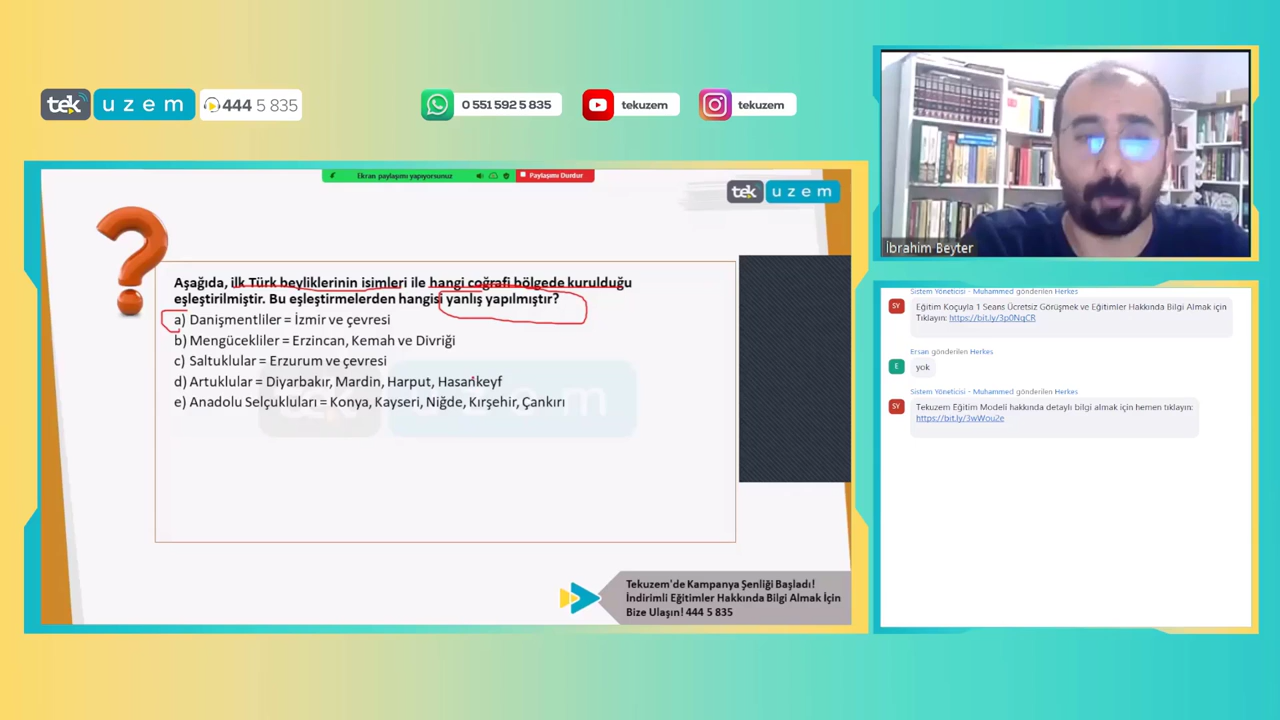 tek uzem 444 5 835
0 551 592 5 835
tekuzem
tekuzem
Ekran paylaşımı yapıyorsunuz
Paylaşımı Durdur
tek uzem
Aşağıda, ilk Türk beyliklerinin isimleri ile hangi coğrafi bölgede kurulduğu
eşleştirilmiştir. Bu eşleştirmelerden hangisi yanlış yapılmıştır?
a) Danişmentliler = İzmir ve çevresi
b) Mengücekliler = Erzincan, Kemah ve Divriği
c) Saltuklular = Erzurum ve çevresi
d) Artuklular = Diyarbakır, Mardin, Harput, Hasankeyf
e) Anadolu Selçukluları = Konya, Kayseri, Niğde, Kırşehir, Çankırı
tek uzem
Tekuzem'de Kampanya Şenliği Başladı!
İndirimli Eğitimler Hakkında Bilgi Almak İçin
Bize Ulaşın! 444 5 835
İbrahim Beyter
Sistem Yöneticisi - Muhammed gönderilen Herkes
SY
Eğitim Koçuyla 1 Seans Ücretsiz Görüşmek ve Eğitimler Hakkında Bilgi Almak için
Tıklayın: https://bit.ly/3p0NqCR
Ersan gönderilen Herkes
E
yok
Sistem Yöneticisi - Muhammed gönderilen Herkes
SY
Tekuzem Eğitim Modeli hakkında detaylı bilgi almak için hemen tıklayın:
https://bit.ly/3wWou2e